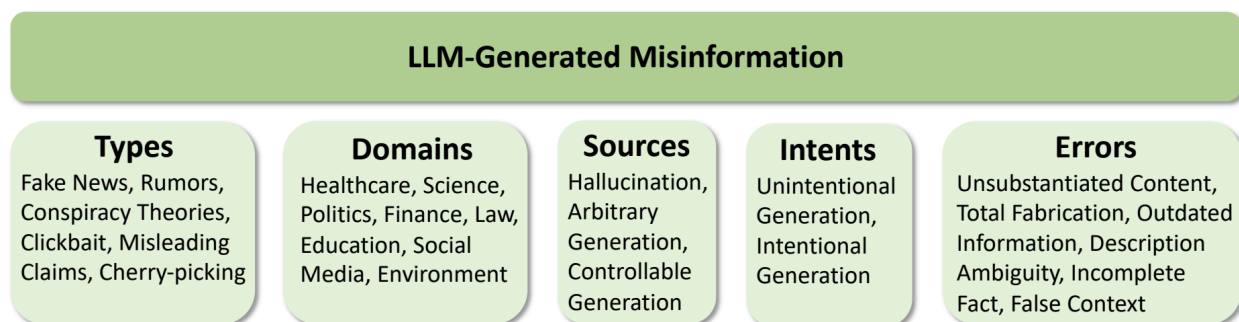 LLM-Generated Misinformation
Types
Fake News, Rumors,
Conspiracy Theories,
Clickbait, Misleading
Claims, Cherry-picking
Domains
Healthcare, Science,
Politics, Finance, Law,
Education, Social
Media, Environment
Sources
Hallucination,
Arbitrary
Generation,
Controllable
Generation
Intents
Unintentional
Generation,
Intentional
Generation
Errors
Unsubstantiated Content,
Total Fabrication, Outdated
Information, Description
Ambiguity, Incomplete
Fact, False Context